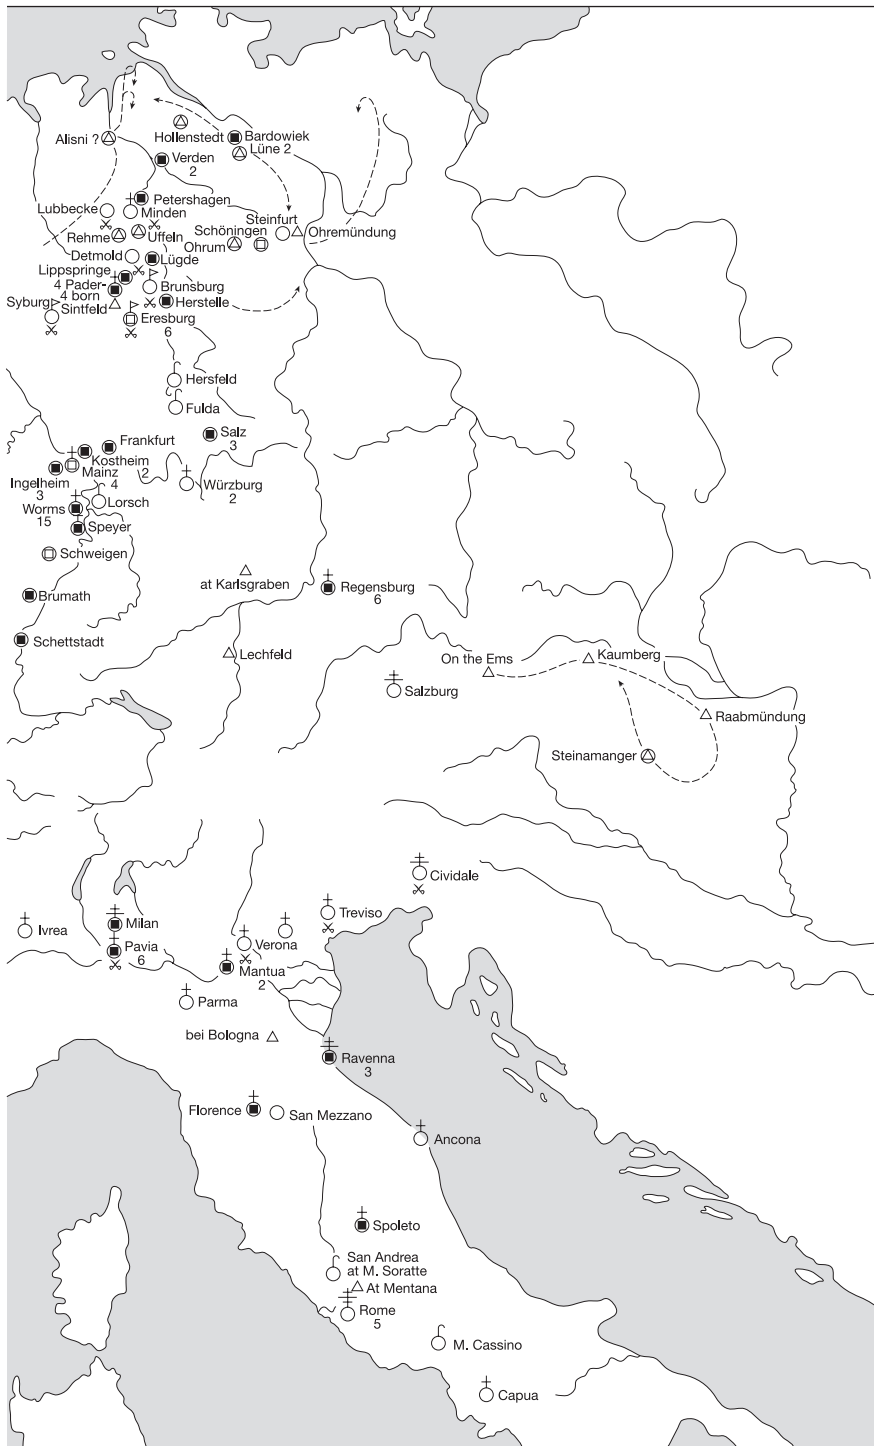 Alisni ?
Hollenstedt
Bardowiek
Lüne 2
Verden
2
Petershagen
Lubbecke
Minden
Steinfurt
Rehme
Uffeln
Schöningen
Ohremündung
Ohrum
Detmold
Lügde
Lippspringe
4 Pader-
4 born
Brunsburg
Syburg
Sintfeld
Herstelle
Eresburg
6
Hersfeld
Fulda
Frankfurt
Salz
3
Kostheim
2
Mainz
4
Ingelheim
3
Würzburg
2
Worms
15
Lorsch
Speyer
Schweigen
at Karlsgraben
Regensburg
6
Brumath
Schettstadt
Lechfeld
On the Ems
Kaumberg
Salzburg
Raabmündung
Steinamanger
Cividale
Ivrea
Milan
Treviso
Pavia
6
Verona
Mantua
2
Parma
bei Bologna
Ravenna
3
Florence
San Mezzano
Ancona
Spoleto
San Andrea
at M. Soratte
At Mentana
Rome
5
M. Cassino
Capua